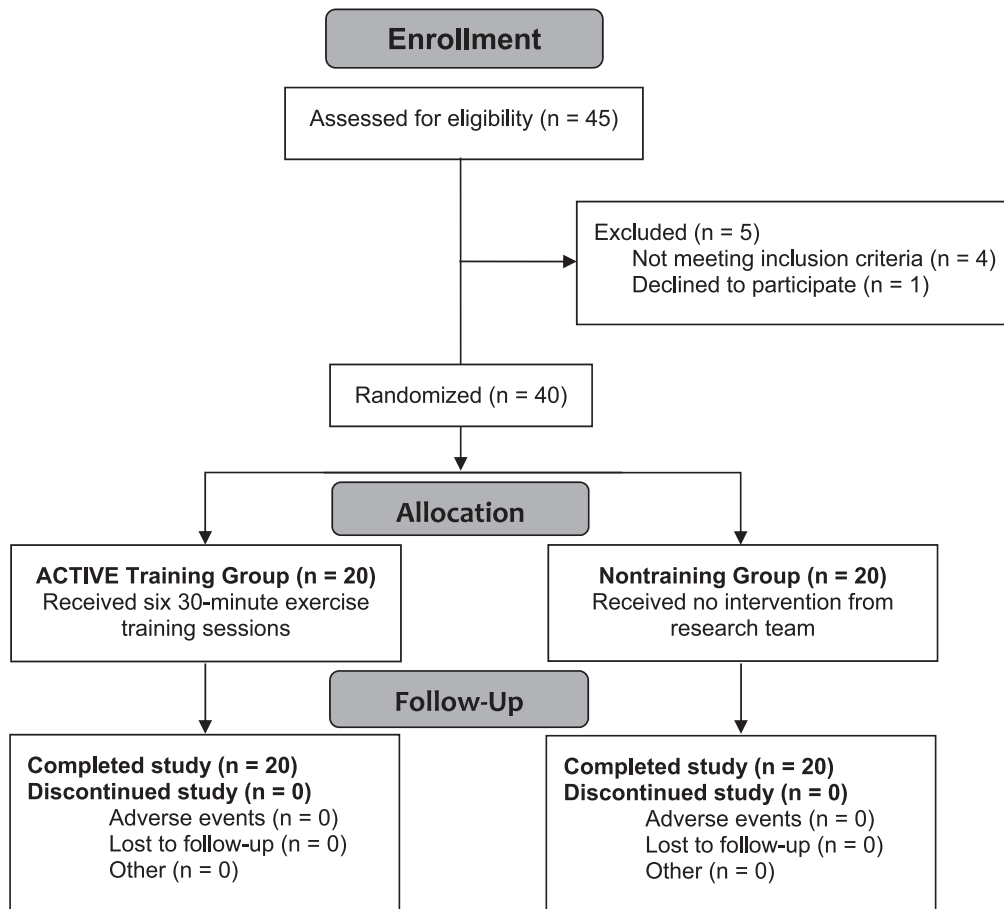 Enrollment
Assessed for eligibility (n = 45)
Excluded (n = 5)
Not meeting inclusion criteria (n = 4)
Declined to participate (n = 1)
Randomized (n = 40)
Allocation
ACTIVE Training Group (n = 20)
Received six 30-minute exercise
training sessions
Nontraining Group (n = 20)
Received no intervention from
research team
Follow-Up
Completed study (n = 20)
Discontinued study (n = 0)
Adverse events (n = 0)
Lost to follow-up (n = 0)
Other (n = 0)
Completed study (n = 20)
Discontinued study (n = 0)
Adverse events (n = 0)
Lost to follow-up (n = 0)
Other (n = 0)